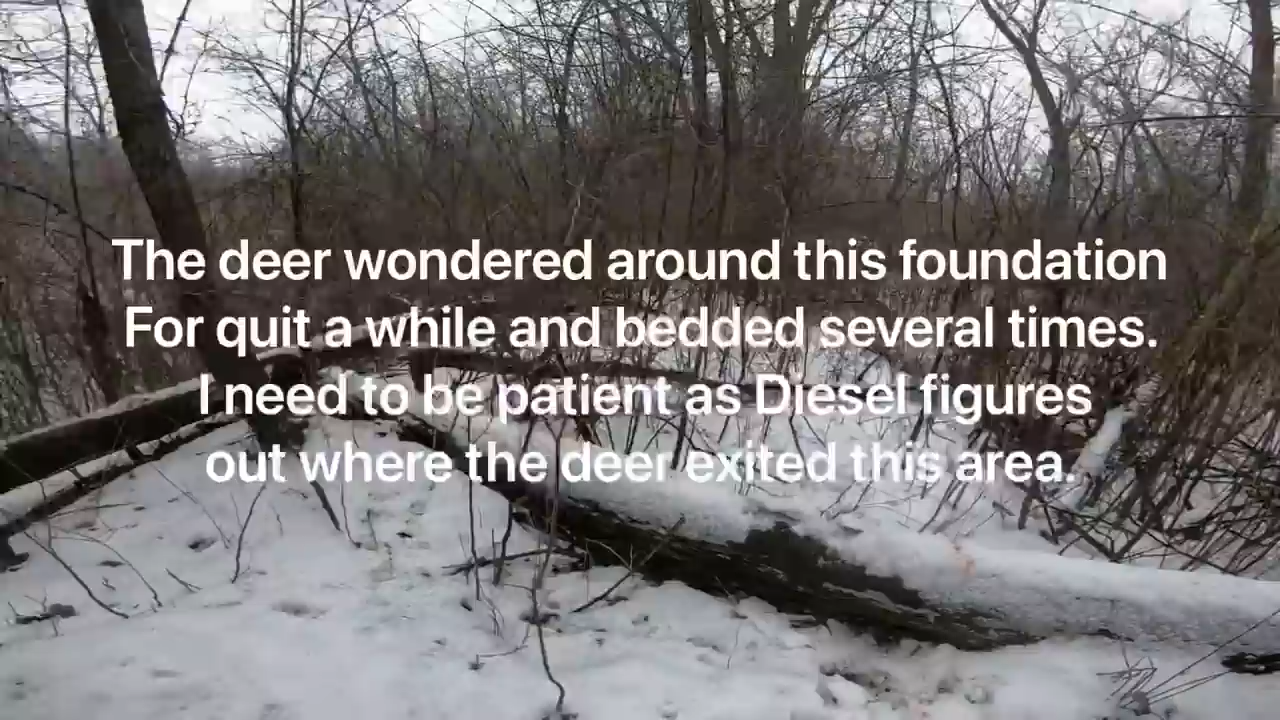 The deer wondered around this foundation
For quit a while and bedded several times.
I need to be patient as Diesel figures
out where the deer exited this area.